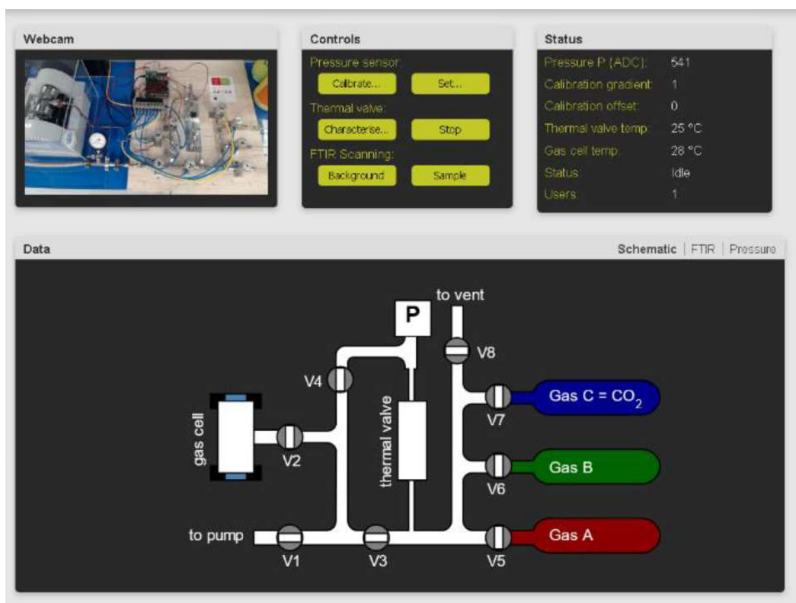 Webcam
Controls
Pressure sensor:
Calibrate... Set...
Thermal valve:
Characterise... Stop
FTIR Scanning:
Background Sample
Status
Pressure P (ADC): 541
Calibration gradient: 1
Calibration offset: 0
Thermal valve temp: 25 °C
Gas cell temp: 28 °C
Status: Idle
Users: 1
Data
Schematic | FTIR | Pressure
to vent
P
V8
V4
Gas C = CO₂
V7
gas cell
thermal valve
V2
Gas B
V6
to pump
Gas A
V1
V3
V5